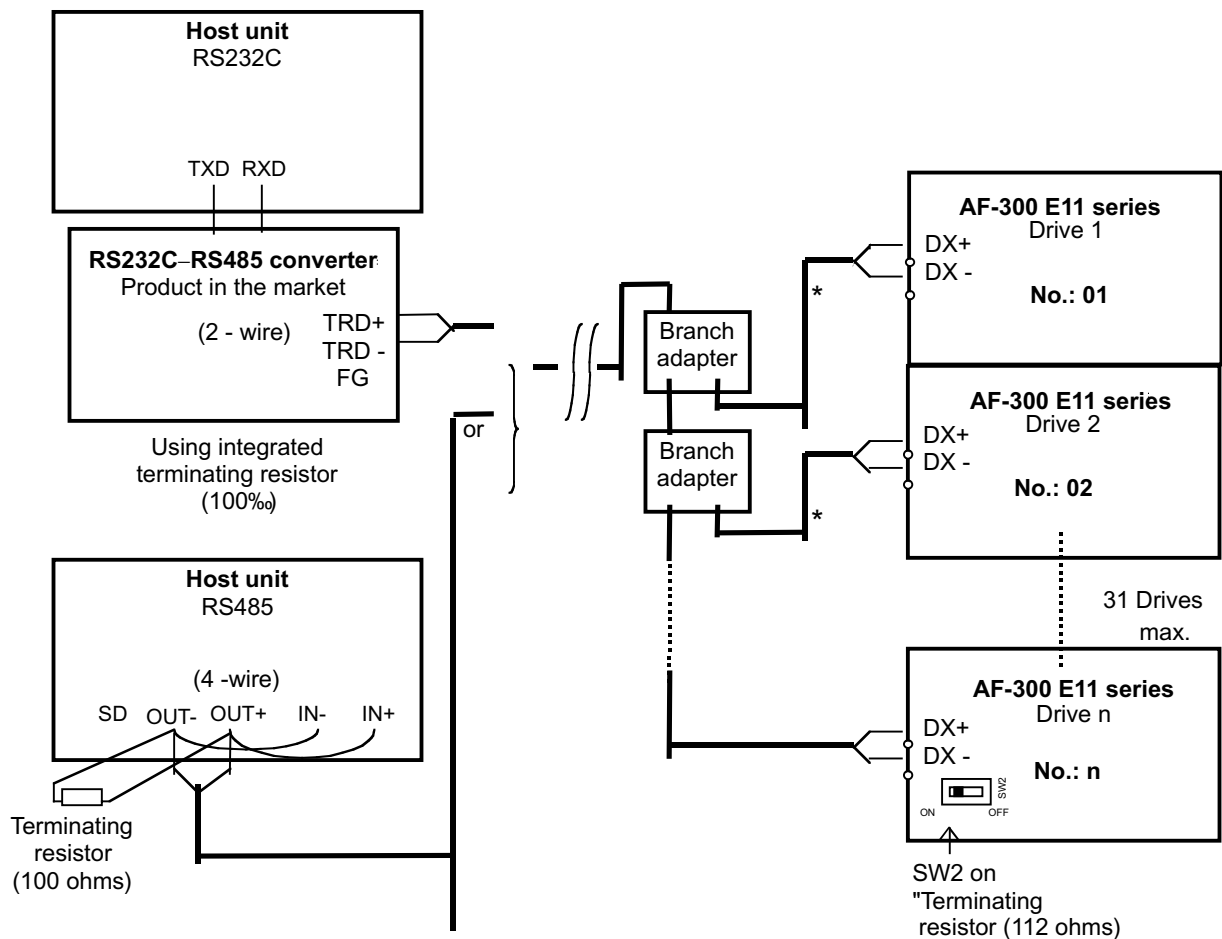 Host unit
RS232C
TXD RXD
RS232C–RS485 converter
Product in the market
(2 - wire)
TRD+
TRD -
FG
Using integrated
terminating resistor
(100‰)
or
Host unit
RS485
(4 -wire)
SD OUT- OUT+ IN- IN+
Terminating
resistor
(100 ohms)
Branch
adapter
*
Branch
adapter
*
AF-300 E11 series
Drive 1
DX+
DX -
No.: 01
AF-300 E11 series
Drive 2
DX+
DX -
No.: 02
31 Drives
max.
AF-300 E11 series
Drive n
DX+
DX -
No.: n
SW2
ON OFF
SW2 on
"Terminating
resistor (112 ohms)